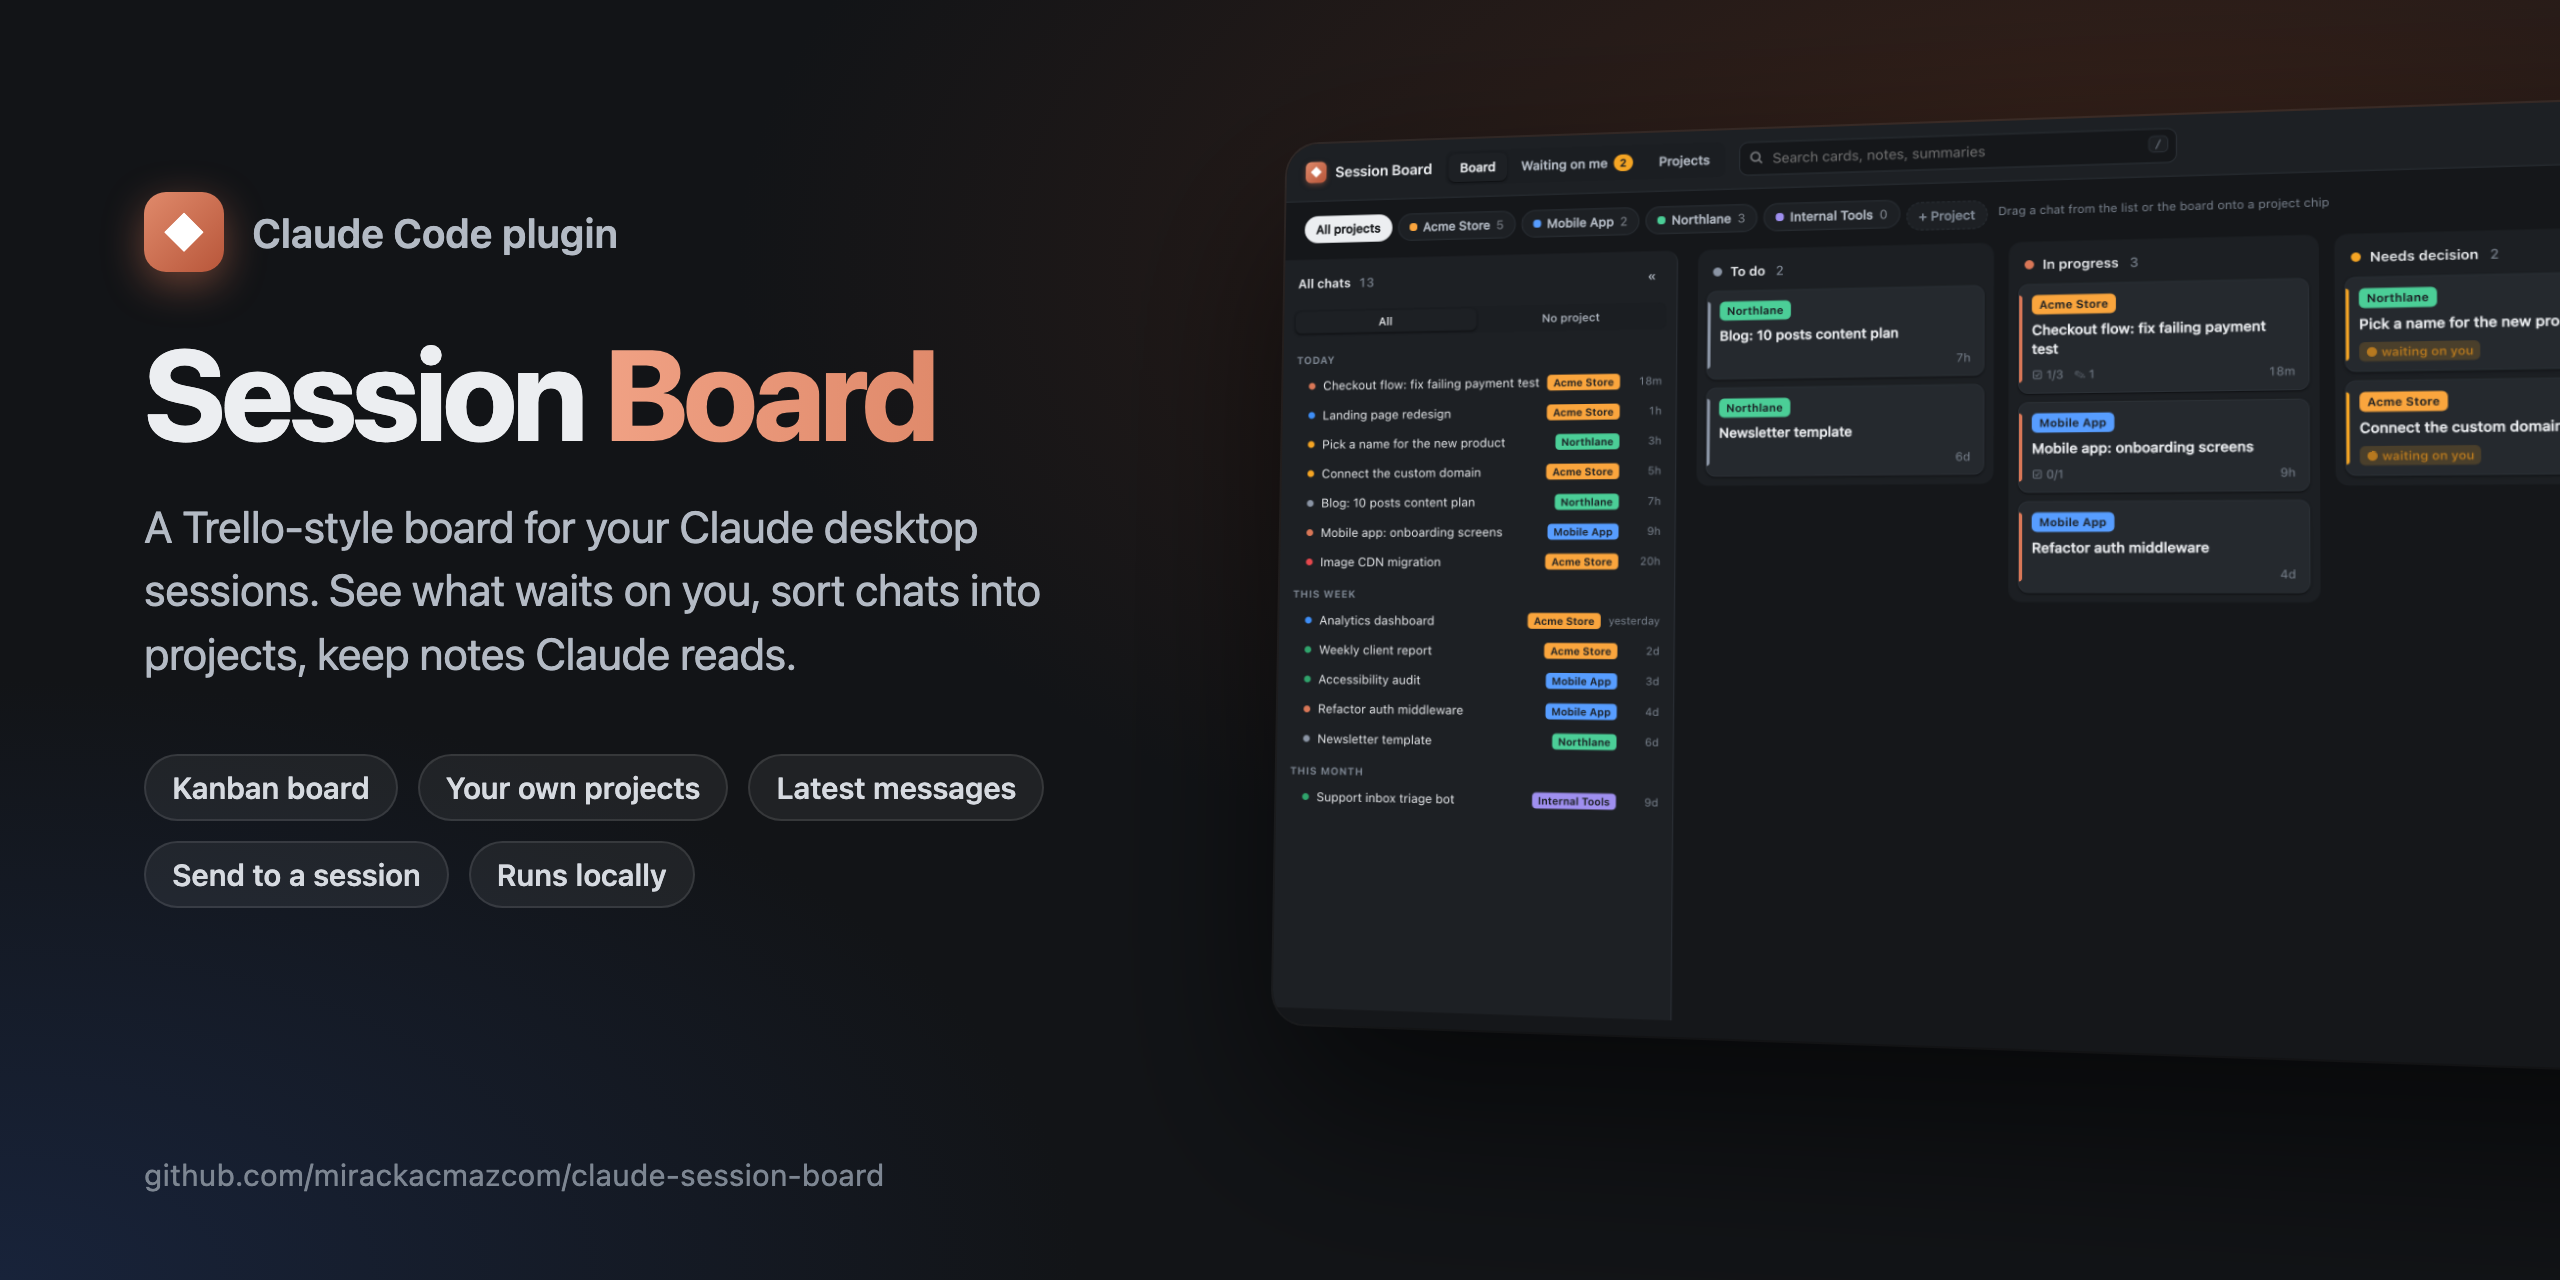 Claude Code plugin
Session Board
A Trello-style board for your Claude desktop
sessions. See what waits on you, sort chats into
projects, keep notes Claude reads.
Kanban board
Your own projects
Latest messages
Send to a session
Runs locally
github.com/mirackacmazcom/claude-session-board
Session Board
Board
Waiting on me 2
Projects
Search cards, notes, summaries
/
All projects
Acme Store 5
Mobile App 2
Northlane 3
Internal Tools 0
+ Project
Drag a chat from the list or the board onto a project chip
All chats 13
«
All
No project
TODAY
Checkout flow: fix failing payment test Acme Store 18m
Landing page redesign Acme Store 1h
Pick a name for the new product Northlane 3h
Connect the custom domain Acme Store 5h
Blog: 10 posts content plan Northlane 7h
Mobile app: onboarding screens Mobile App 9h
Image CDN migration Acme Store 20h
THIS WEEK
Analytics dashboard Acme Store yesterday
Weekly client report Acme Store 2d
Accessibility audit Mobile App 3d
Refactor auth middleware Mobile App 4d
Newsletter template Northlane 6d
THIS MONTH
Support inbox triage bot Internal Tools 9d
To do 2
Northlane
Blog: 10 posts content plan
7h
Northlane
Newsletter template
6d
In progress 3
Acme Store
Checkout flow: fix failing payment
test
1/3 1 18m
Mobile App
Mobile app: onboarding screens
0/1 9h
Mobile App
Refactor auth middleware
4d
Needs decision 2
Northlane
Pick a name for the new pro
waiting on you
Acme Store
Connect the custom domain
waiting on you